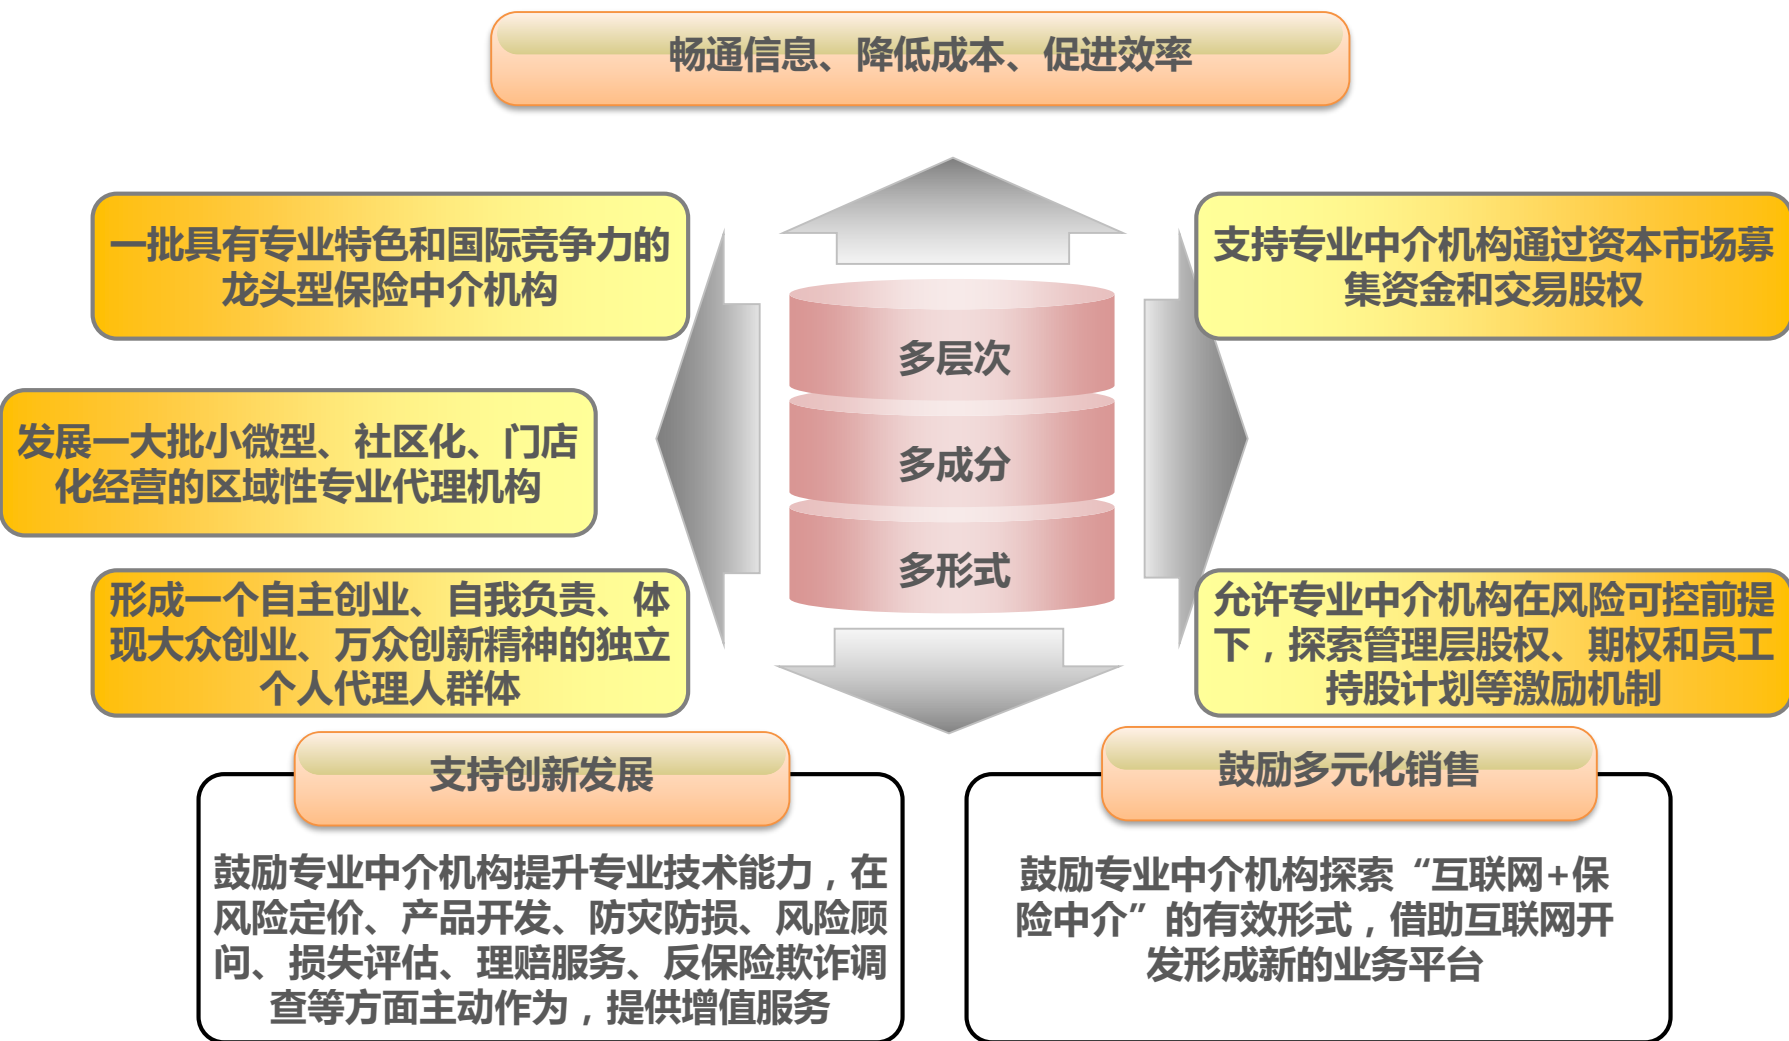 畅通信息、降低成本、促进效率
一批具有专业特色和国际竞争力的
龙头型保险中介机构
发展一大批小微型、社区化、门店
化经营的区域性专业代理机构
形成一个自主创业、自我负责、体
现大众创业、万众创新精神的独立
个人代理人群体
多层次
多成分
多形式
支持专业中介机构通过资本市场募
集资金和交易股权
允许专业中介机构在风险可控前提
下，探索管理层股权、期权和员工
持股计划等激励机制
支持创新发展
鼓励专业中介机构提升专业技术能力，在
风险定价、产品开发、防灾防损、风险顾
问、损失评估、理赔服务、反保险欺诈调
查等方面主动作为，提供增值服务
鼓励多元化销售
鼓励专业中介机构探索“互联网+保
险中介”的有效形式，借助互联网开
发形成新的业务平台